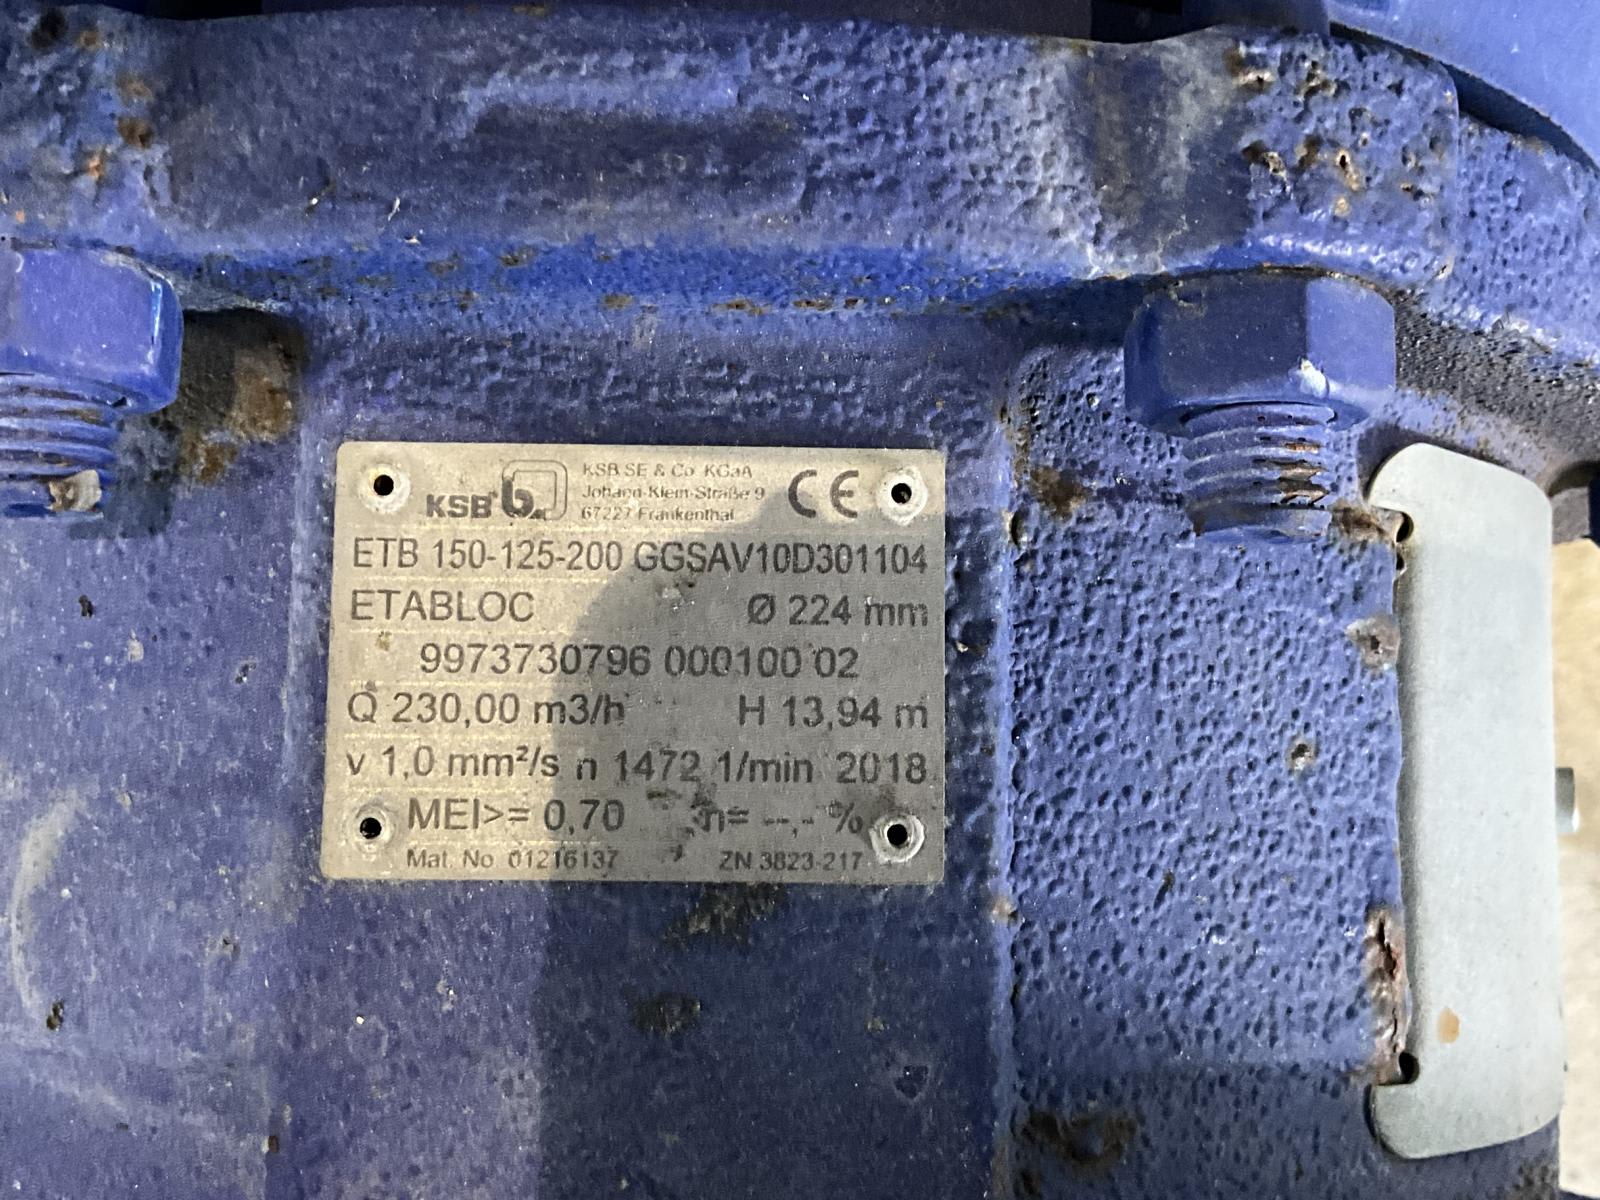 KSB
KSB SE & Co. KGaA
Johann-Klein-Straße 9
67227 Frankenthal
CE
ETB 150-125-200 GGSAV10D301104
ETABLOC Ø 224 mm
9973730796 000100 02
Q 230,00 m3/h H 13,94 m
v 1,0 mm²/s n 1472 1/min 2018
MEI>= 0,70 η= --,- %
Mat. No 01216137 ZN 3823-217